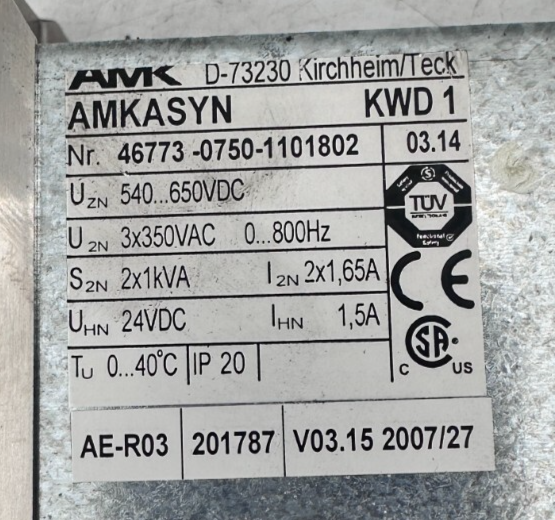 AMK D-73230 Kirchheim/Teck
AMKASYN KWD 1
Nr. 46773 -0750-1101802 03.14
UZN 540...650VDC
U2N 3x350VAC 0...800Hz
S2N 2x1kVA I2N 2x1,65A
UHN 24VDC IHN 1,5A
TU 0...40°C IP 20
TÜV
Functional
Safety
CE
C SA® US
AE-R03 201787 V03.15 2007/27